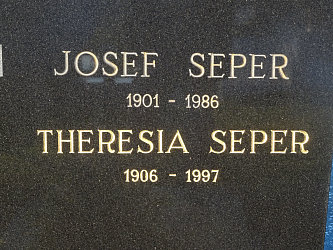 JOSEF SEPER
1901 - 1986
THERESIA SEPER
1906 - 1997